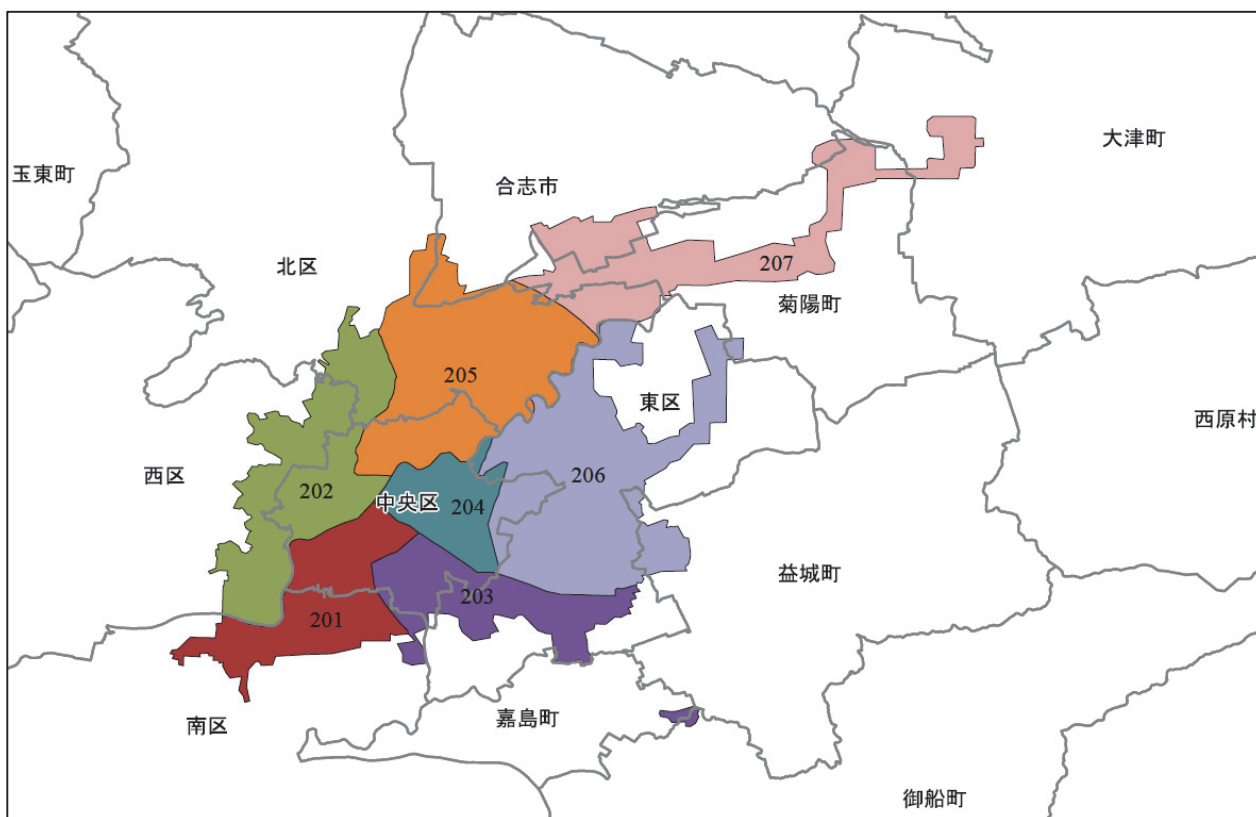 大津町
玉東町
合志市
北区
207
菊陽町
205
東区
西原村
西区
206
202
中央区
204
益城町
203
201
南区
嘉島町
御船町